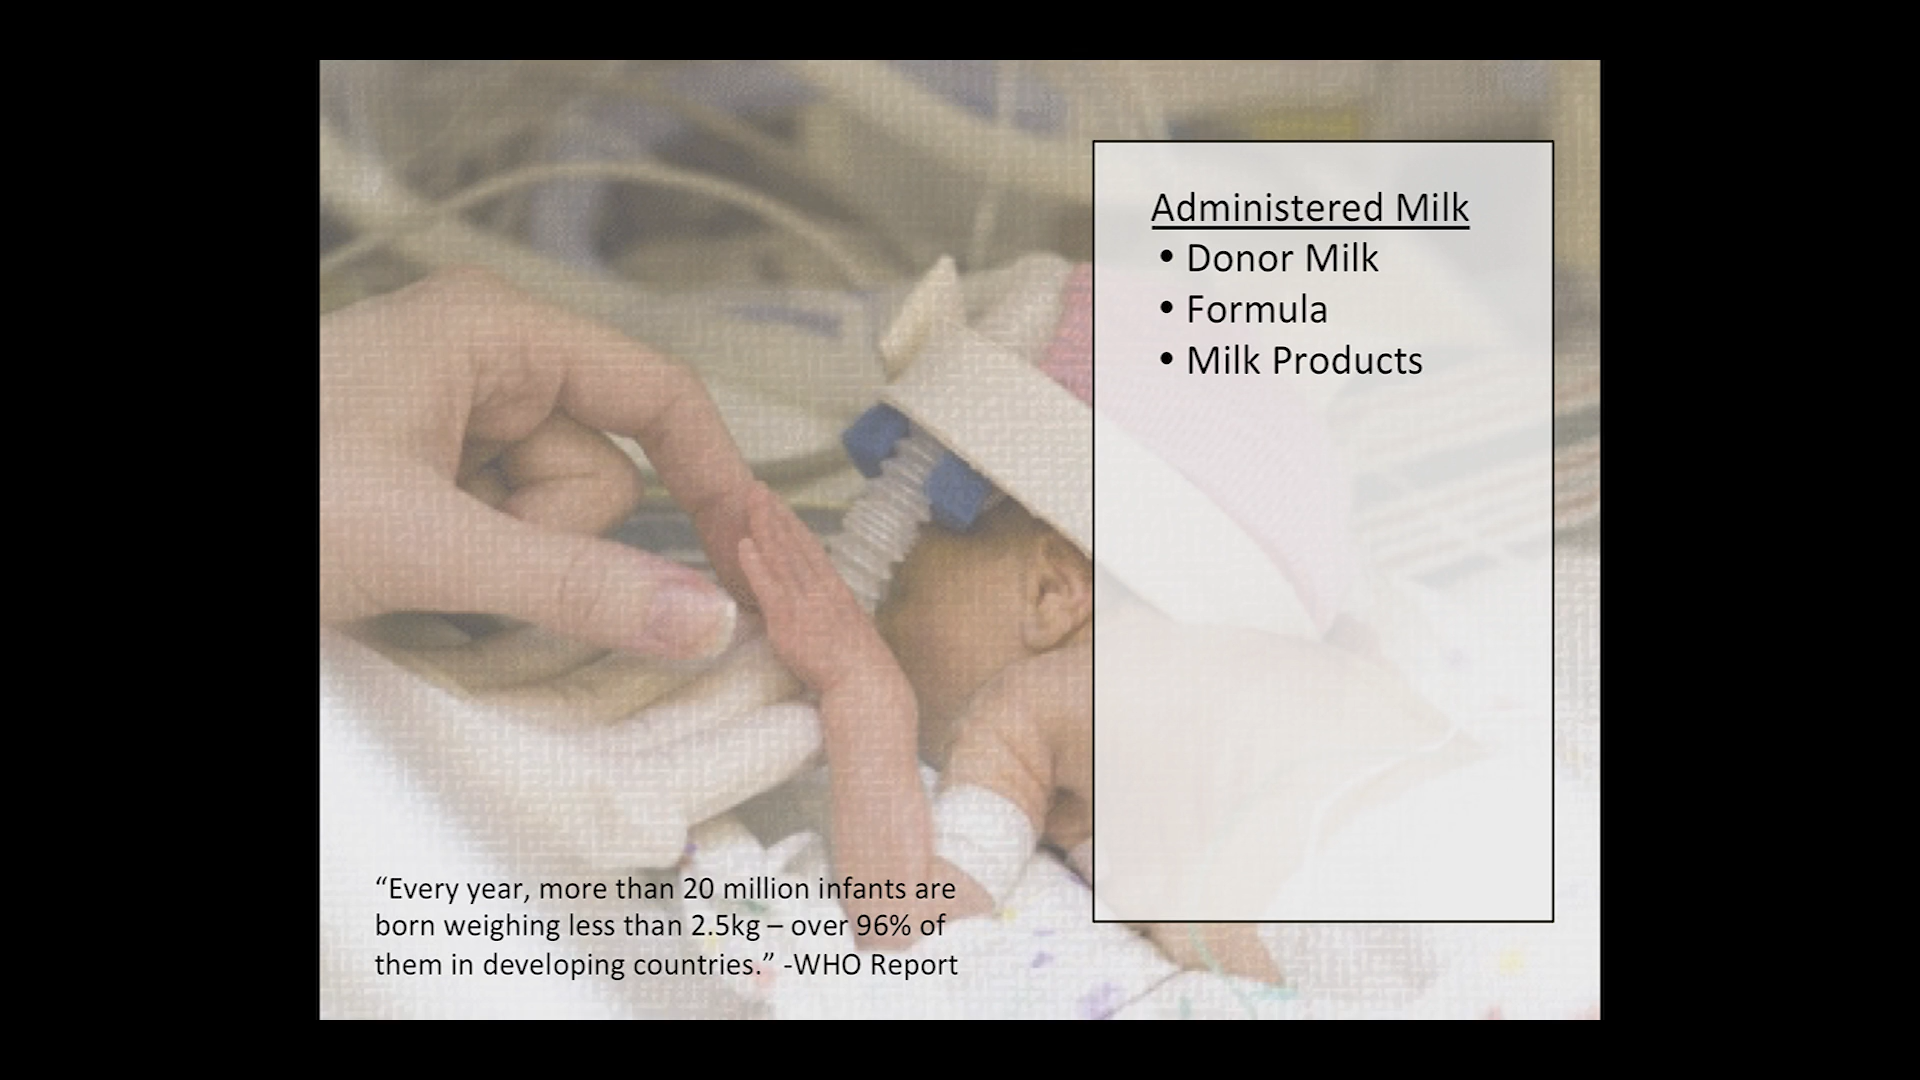 Administered Milk
• Donor Milk
• Formula
• Milk Products
“Every year, more than 20 million infants are
born weighing less than 2.5kg – over 96% of
them in developing countries.” -WHO Report